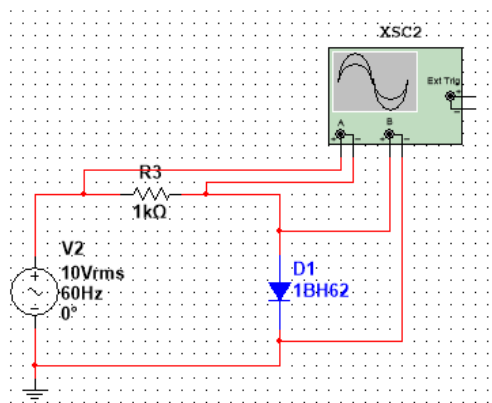 XSC2
Ext Trig
+
−
A
B
+ − + −
R3
1kΩ
V2
10Vrms
60Hz
0°
+
−
D1
1BH62